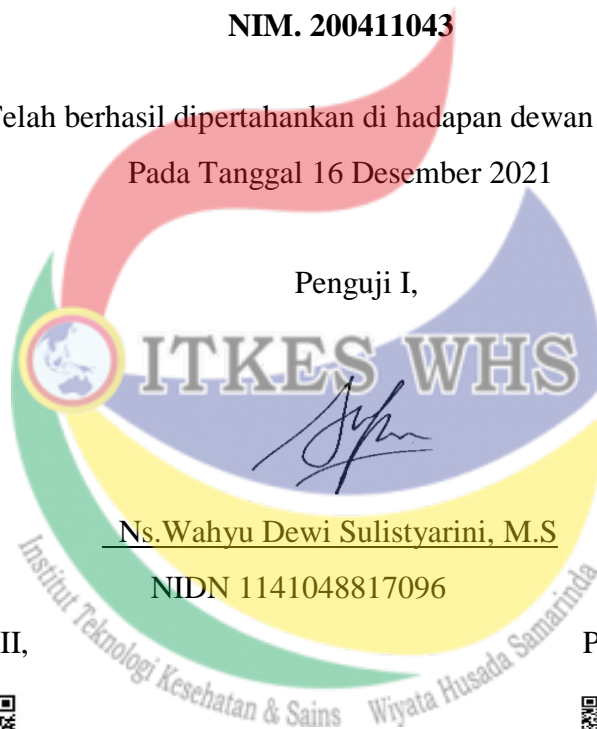 NIM. 200411043
Telah berhasil dipertahankan di hadapan dewan
Pada Tanggal 16 Desember 2021
Penguji I,
ITKES WHS
Ns.Wahyu Dewi Sulistyarini, M.S
NIDN 1141048817096
II,
P
Institut Teknologi Kesehatan & Sains Wiyata Husada Samarinda